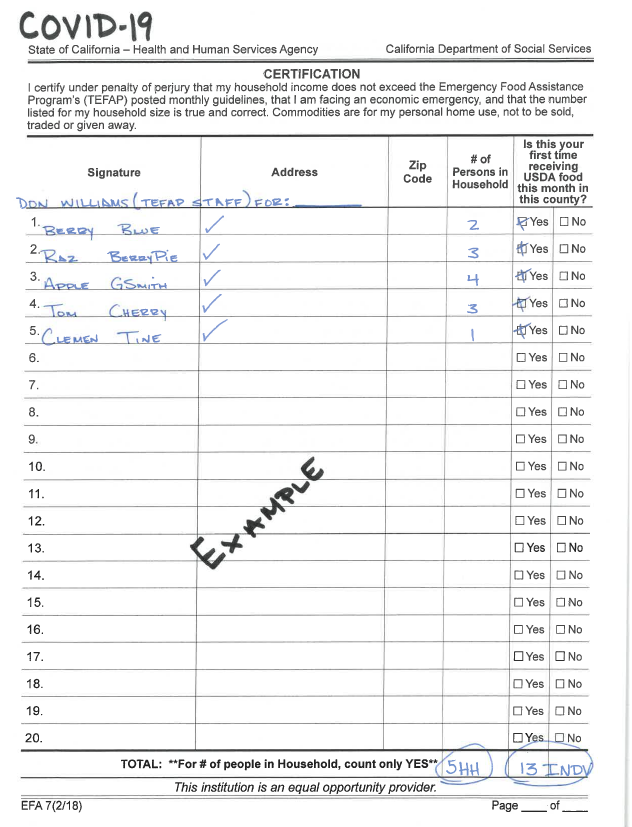 COVID-19
State of California – Health and Human Services Agency California Department of Social Services
CERTIFICATION
I certify under penalty of perjury that my household income does not exceed the Emergency Food Assistance
Program's (TEFAP) posted monthly guidelines, that I am facing an economic emergency, and that the number
listed for my household size is true and correct. Commodities are for my personal home use, not to be sold,
traded or given away.
Signature Address Zip Code # of Persons in Household Is this your first time receiving USDA food this month in this county?
DON WILLIAMS (TEFAP STAFF) FOR: ________
1. BERRY BLUE ✓ 2 ☑ Yes ☐ No
2. RAZ BERRYPIE ✓ 3 ☑ Yes ☐ No
3. APPLE GSMITH ✓ 4 ☑ Yes ☐ No
4. TOM CHERRY ✓ 3 ☑ Yes ☐ No
5. CLEMEN TINE ✓ 1 ☑ Yes ☐ No
6. ☐ Yes ☐ No
7. ☐ Yes ☐ No
8. ☐ Yes ☐ No
9. ☐ Yes ☐ No
10. ☐ Yes ☐ No
11. ☐ Yes ☐ No
12. ☐ Yes ☐ No
EXAMPLE
13. ☐ Yes ☐ No
14. ☐ Yes ☐ No
15. ☐ Yes ☐ No
16. ☐ Yes ☐ No
17. ☐ Yes ☐ No
18. ☐ Yes ☐ No
19. ☐ Yes ☐ No
20. ☐ Yes ☐ No
TOTAL: **For # of people in Household, count only YES** 5HH 13 INDV
This institution is an equal opportunity provider.
EFA 7(2/18) Page ____ of ____